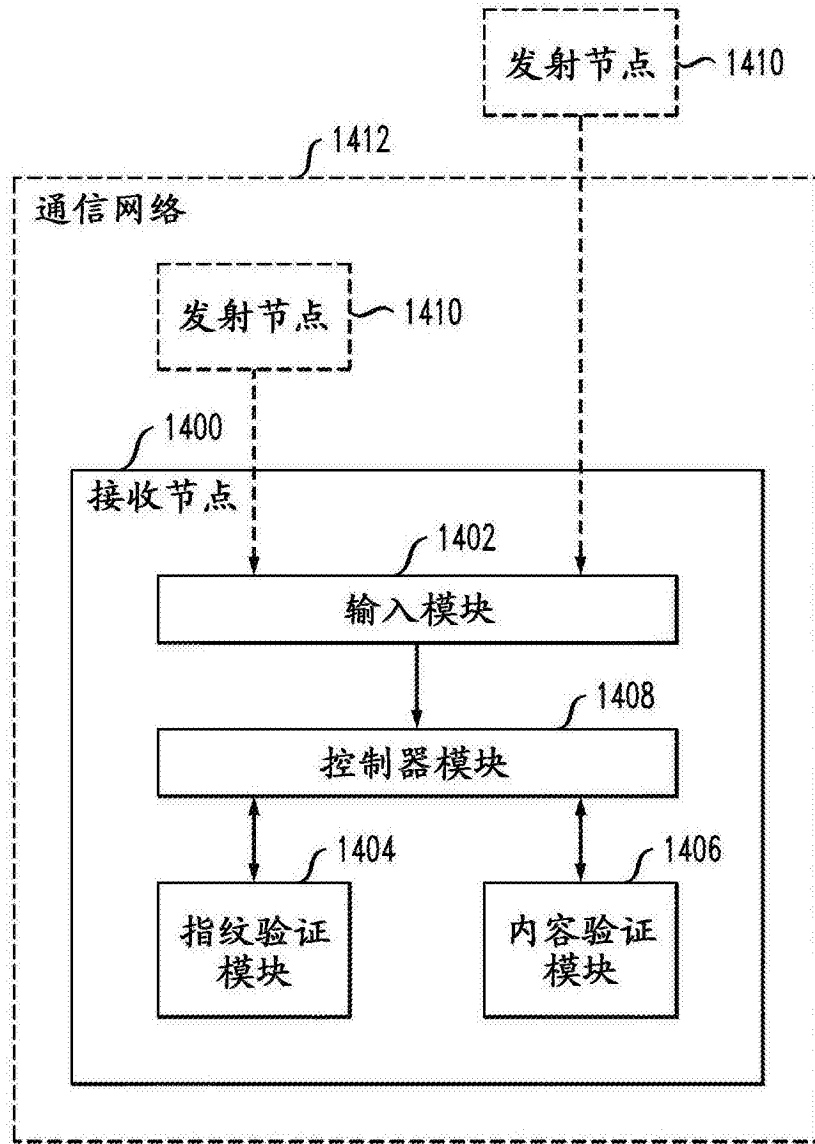 发射节点
1410
1412
通信网络
发射节点
1410
1400
接收节点
1402
输入模块
1408
控制器模块
1404
1406
指纹验证
模块
内容验证
模块